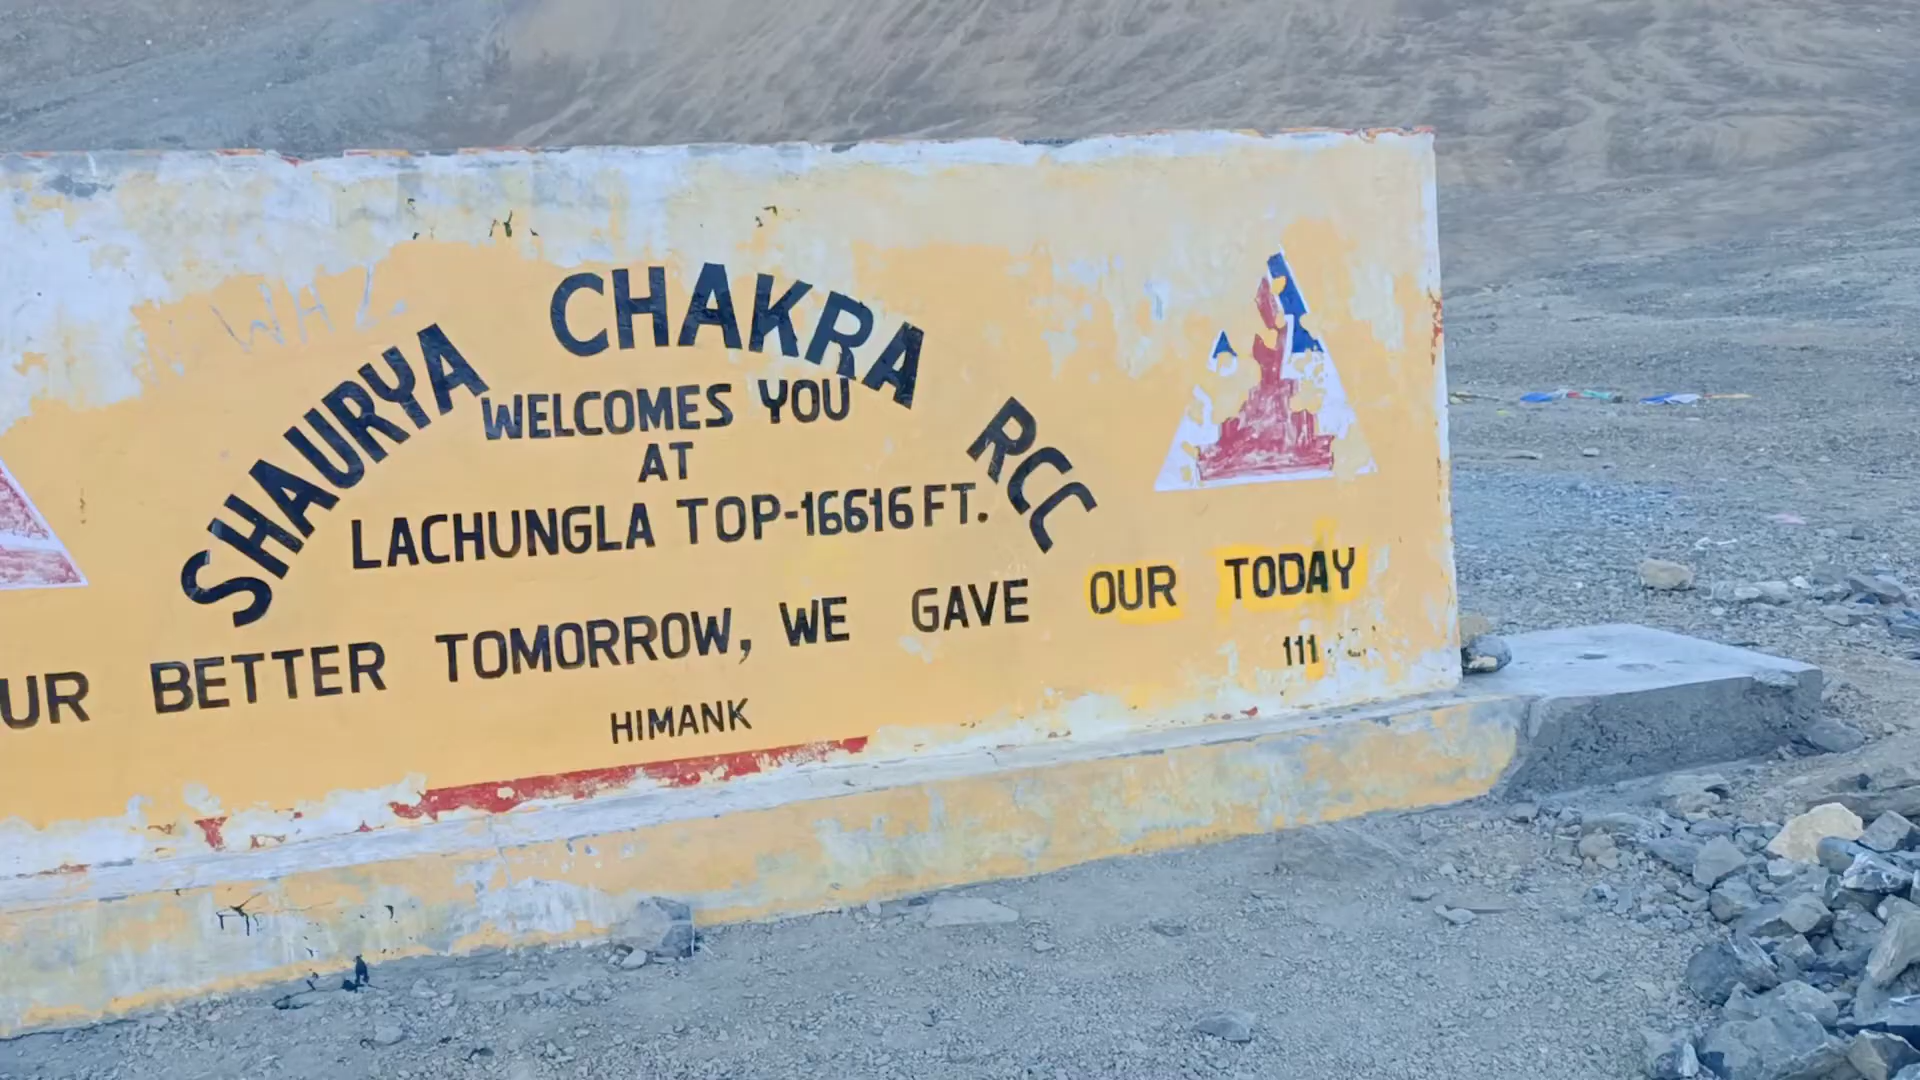 SHAURYA CHAKRA RCC
WELCOMES YOU
AT
LACHUNGLA TOP-16616 FT.
UR BETTER TOMORROW, WE GAVE OUR TODAY
111
HIMANK